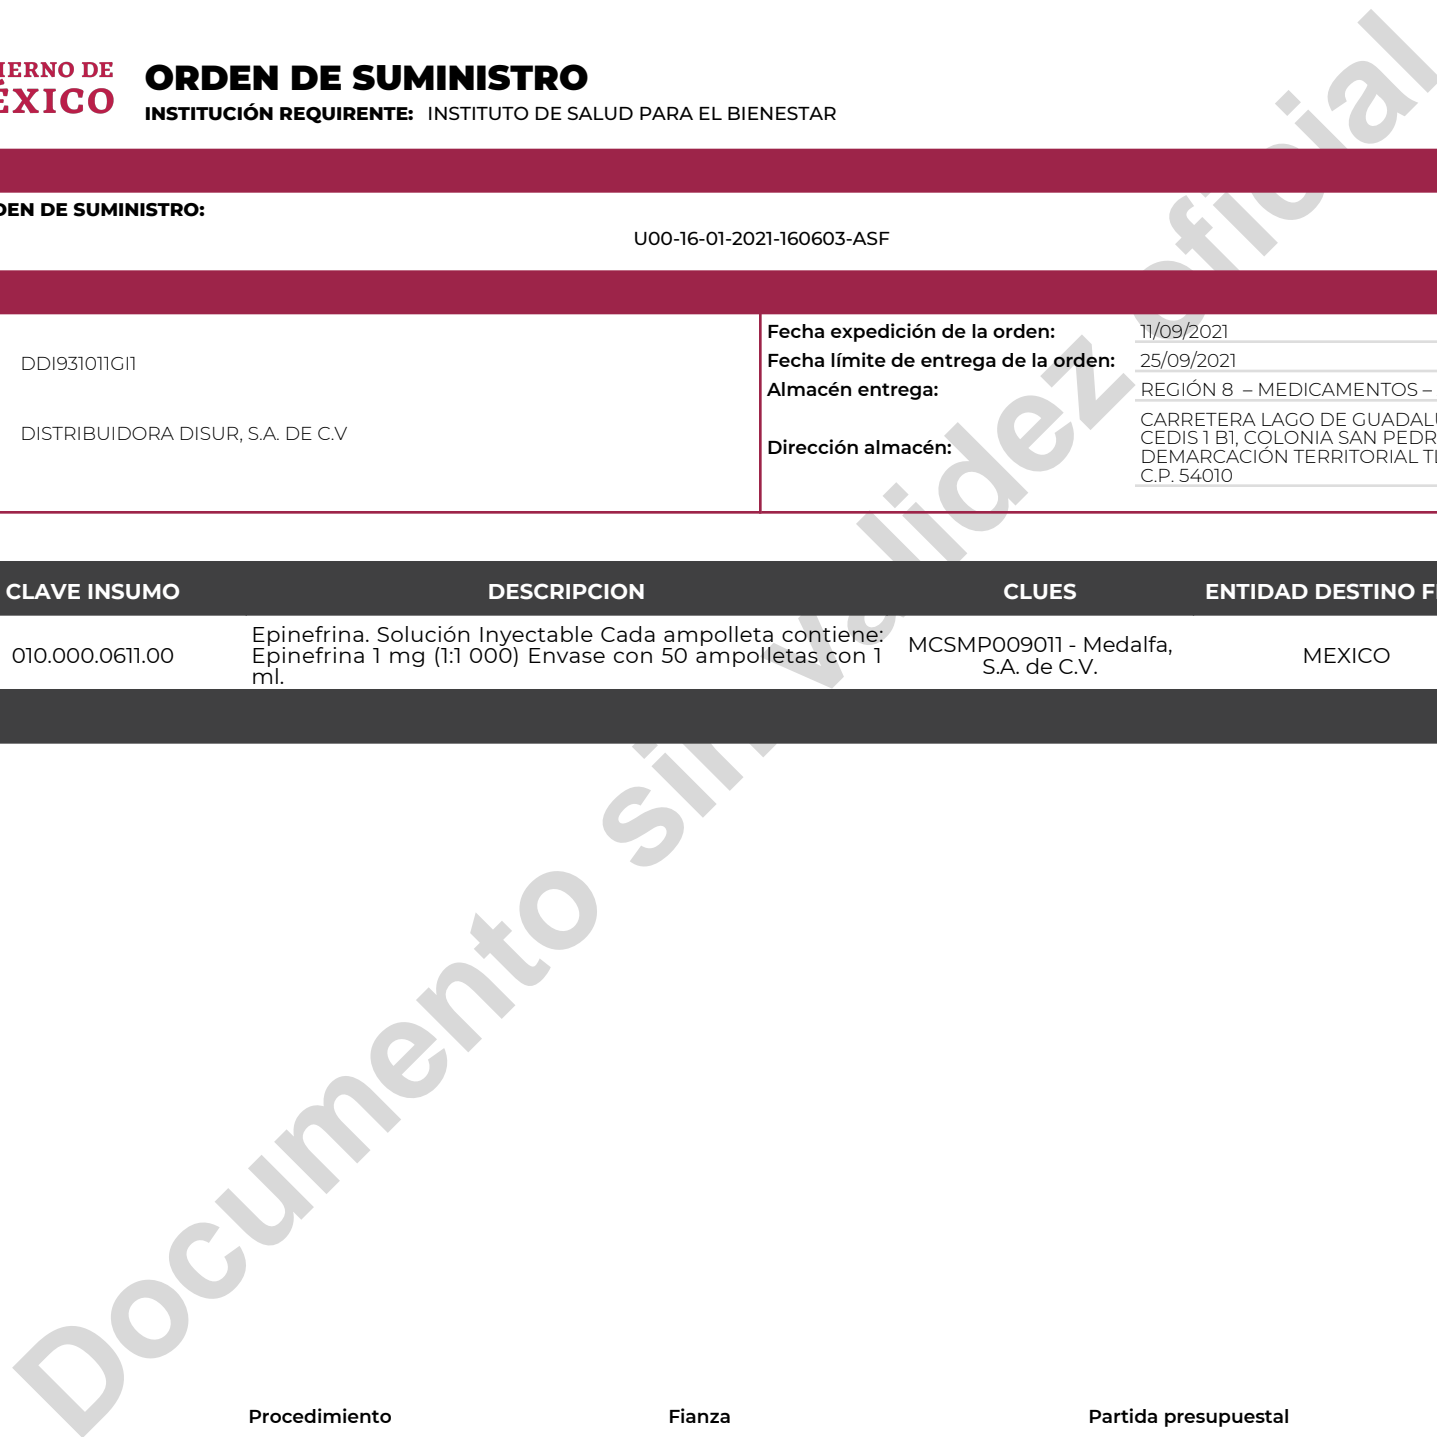 IERNO DE
ÉXICO
ORDEN DE SUMINISTRO
INSTITUCIÓN REQUIRENTE: INSTITUTO DE SALUD PARA EL BIENESTAR
DEN DE SUMINISTRO:
U00-16-01-2021-160603-ASF
DDI931011GI1
DISTRIBUIDORA DISUR, S.A. DE C.V
Fecha expedición de la orden: 11/09/2021
Fecha límite de entrega de la orden: 25/09/2021
Almacén entrega: REGIÓN 8 – MEDICAMENTOS –
Dirección almacén:
CARRETERA LAGO DE GUADALU
CEDIS 1 B1, COLONIA SAN PEDR
DEMARCACIÓN TERRITORIAL TL
C.P. 54010
CLAVE INSUMO DESCRIPCION CLUES ENTIDAD DESTINO F
010.000.0611.00
Epinefrina. Solución Inyectable Cada ampolleta contiene:
Epinefrina 1 mg (1:1 000) Envase con 50 ampolletas con 1
ml.
MCSMP009011 - Medalfa,
S.A. de C.V.
MEXICO
Documento sin validez oficial
Procedimiento Fianza Partida presupuestal